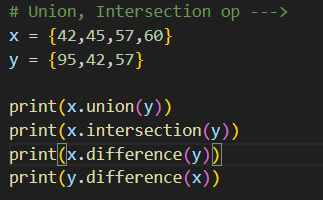 # Union, Intersection op --->
x = {42,45,57,60}
y = {95,42,57}
print(x.union(y))
print(x.intersection(y))
print(x.difference(y))
print(y.difference(x))